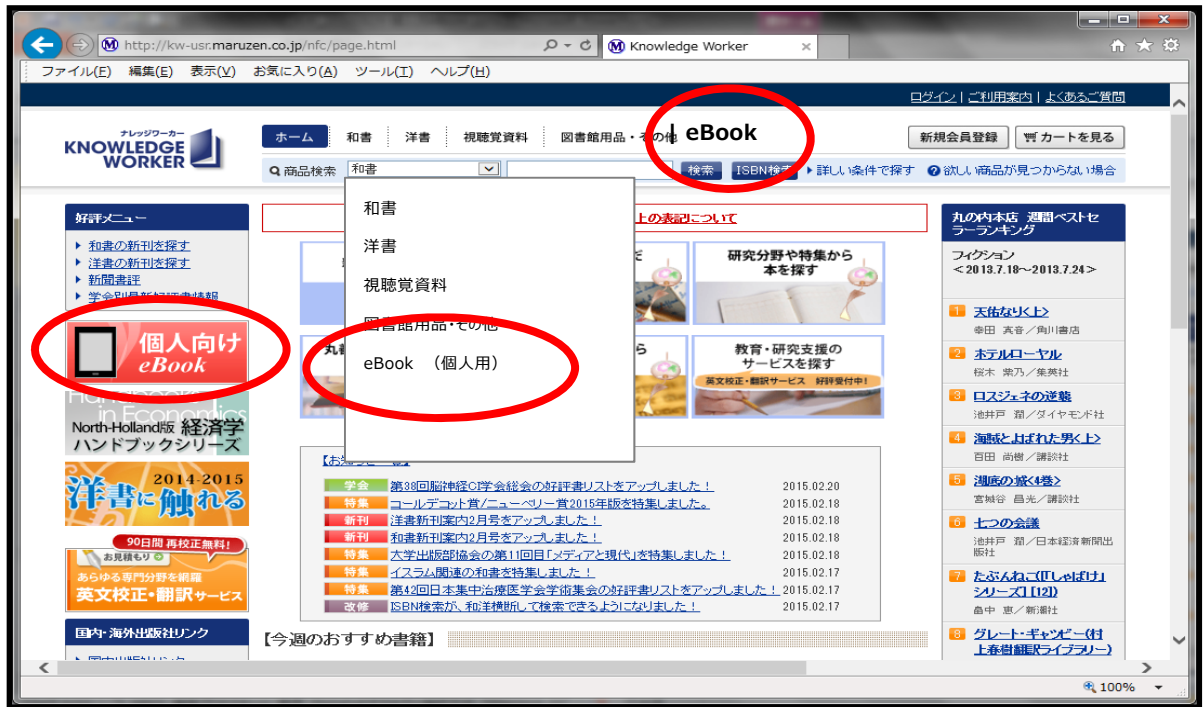 http://kw-usr.maruzen.co.jp/nfc/page.html
Knowledge Worker
ファイル(F) 編集(E) 表示(V) お気に入り(A) ツール(T) ヘルプ(H)
ログイン | ご利用案内 | よくあるご質問
ナレッジワーカー
KNOWLEDGE
WORKER
ホーム 和書 洋書 視聴覚資料 図書館用品・その他 | eBook
新規会員登録 カートを見る
商品検索 和書 検索 ISBN検索 詳しい条件で探す 欲しい商品が見つからない場合
和書
洋書
視聴覚資料
図書館用品・その他
eBook （個人用）
好評メニュー
和書の新刊を探す
洋書の新刊を探す
新聞書評
学会別最新好評書情報
個人向け
eBook
Handbooks
in Economics
North-Holland版 経済学
ハンドブックシリーズ
2014-2015
洋書に触れる
90日間 再校正無料!
お見積もり
あらゆる専門分野を網羅
英文校正・翻訳サービス
国内・海外出版社リンク
上の表記について
研究分野や特集から
本を探す
教育・研究支援の
サービスを探す
英文校正・翻訳サービス 好評受付中!
学会 第38回脳神経CI学会総会の好評書リストをアップしました！ 2015.02.20
特集 コールデコット賞/ニューベリー賞2015年版を特集しました。 2015.02.18
新刊 洋書新刊案内2月号をアップしました！ 2015.02.18
新刊 和書新刊案内2月号をアップしました！ 2015.02.18
特集 大学出版部協会の第11回目「メディアと現代」を特集しました！ 2015.02.18
特集 イスラム関連の和書を特集しました！ 2015.02.17
特集 第42回日本集中治療医学会学術集会の好評書リストをアップしました！ 2015.02.17
改修 ISBN検索が、和洋横断して検索できるようになりました！ 2015.02.17
【今週のおすすめ書籍】
丸の内本店 週間ベストセ
ラーランキング
フィクション
＜2013.7.18～2013.7.24＞
1 天佑なり<上>
幸田 真音／角川書店
2 ホテルローヤル
桜木 紫乃／集英社
3 ロスジェネの逆襲
池井戸 潤／ダイヤモンド社
4 海賊とよばれた男<上>
百田 尚樹／講談社
5 湖底の城<4巻>
宮城谷 昌光／講談社
6 七つの会議
池井戸 潤／日本経済新聞出
版社
7 たぶんねこ(『しゃばけ』
シリーズ】[12])
畠中 恵／新潮社
8 グレート・ギャツビー(村
上春樹翻訳ライブラリー)
100%